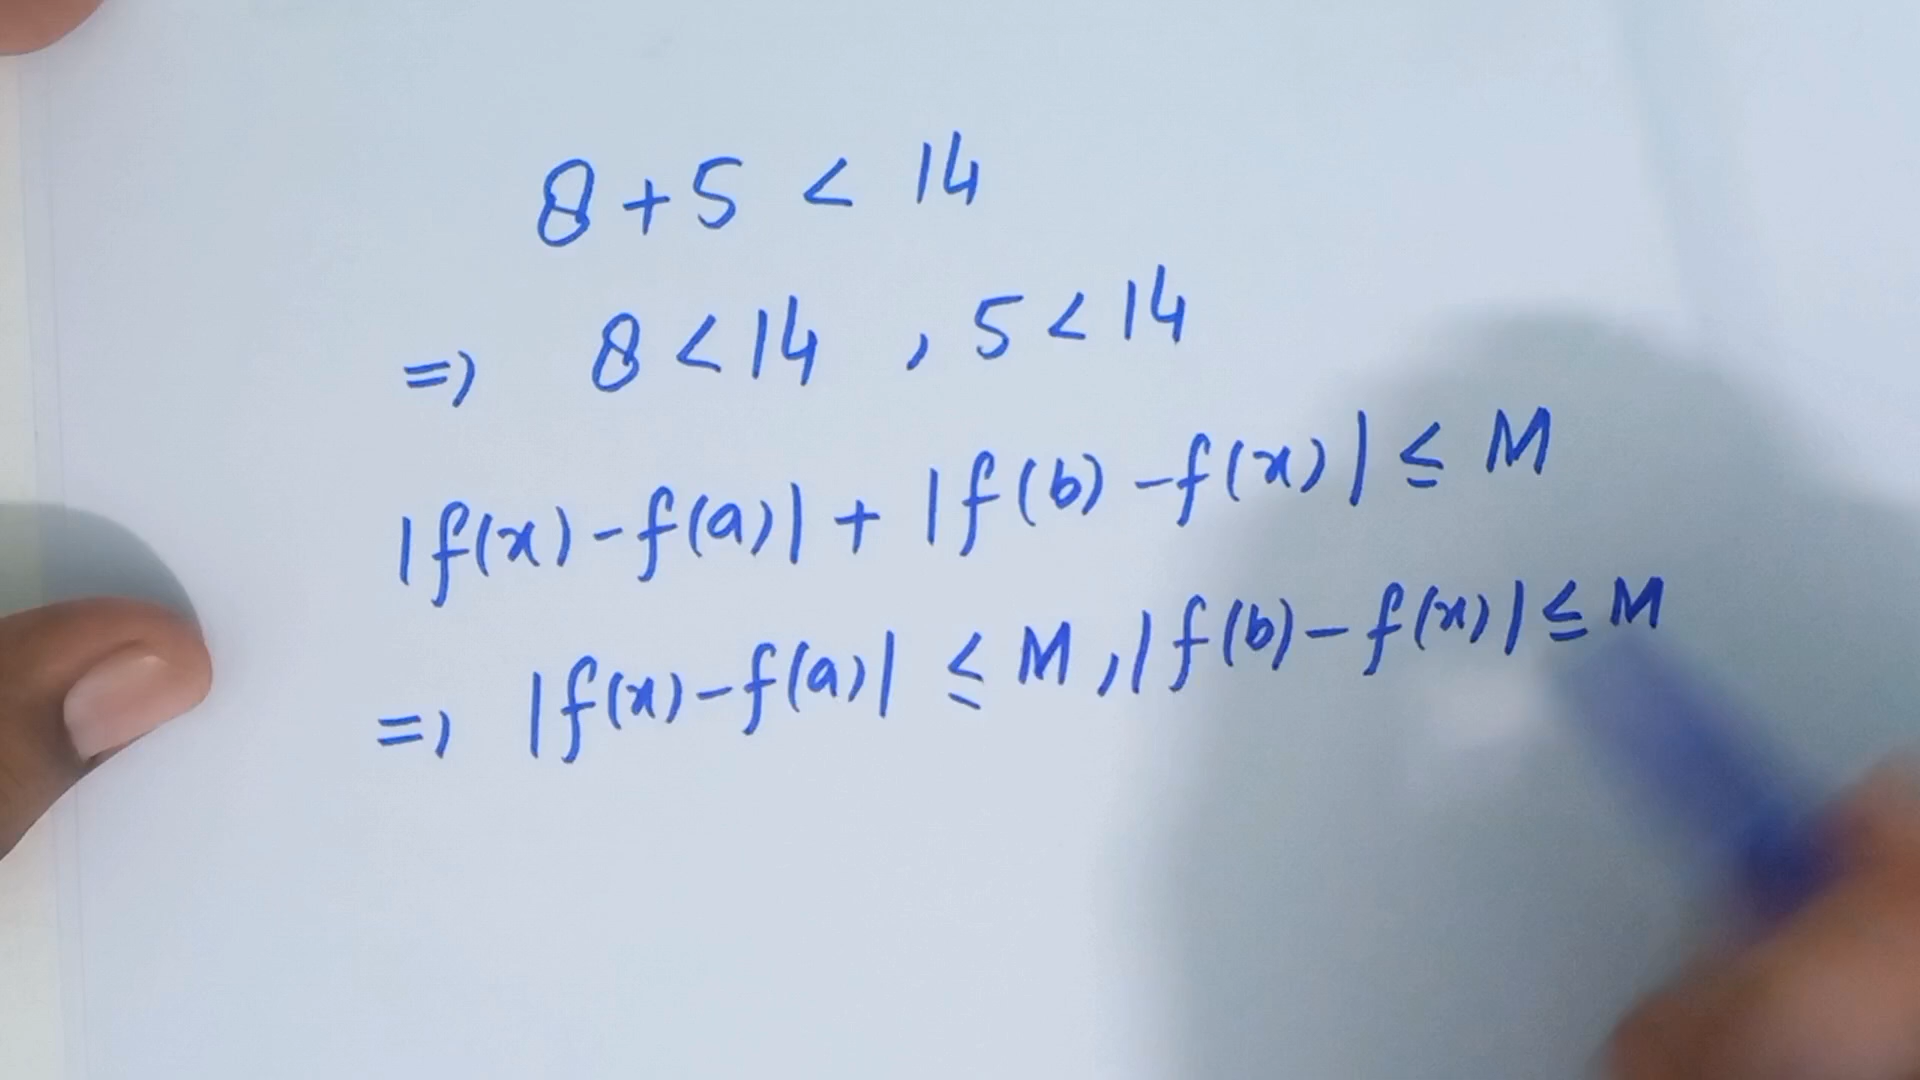 8 + 5 < 14
=> 8 < 14 , 5 < 14
|f(x) - f(a)| + |f(b) - f(x)| ≤ M
=> |f(x) - f(a)| ≤ M , |f(b) - f(x)| ≤ M